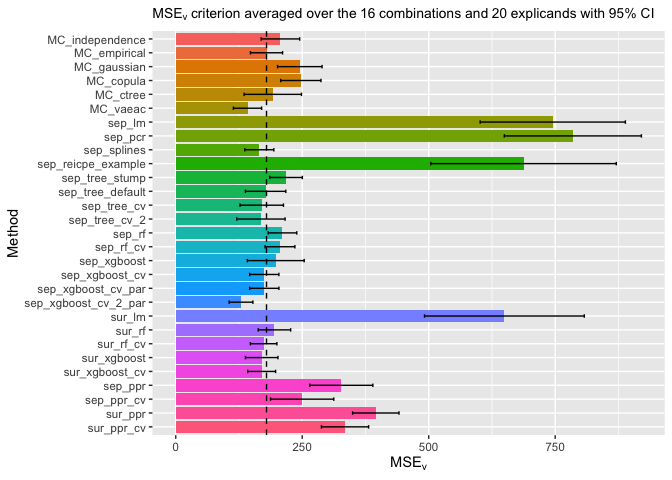 MSEv criterion averaged over the 16 combinations and 20 explicands with 95% CI
Method
MC_independence
MC_empirical
MC_gaussian
MC_copula
MC_ctree
MC_vaeac
sep_lm
sep_pcr
sep_splines
sep_reicpe_example
sep_tree_stump
sep_tree_default
sep_tree_cv
sep_tree_cv_2
sep_rf
sep_rf_cv
sep_xgboost
sep_xgboost_cv
sep_xgboost_cv_par
sep_xgboost_cv_2_par
sur_lm
sur_rf
sur_rf_cv
sur_xgboost
sur_xgboost_cv
sep_ppr
sep_ppr_cv
sur_ppr
sur_ppr_cv
0 250 500 750
MSEv